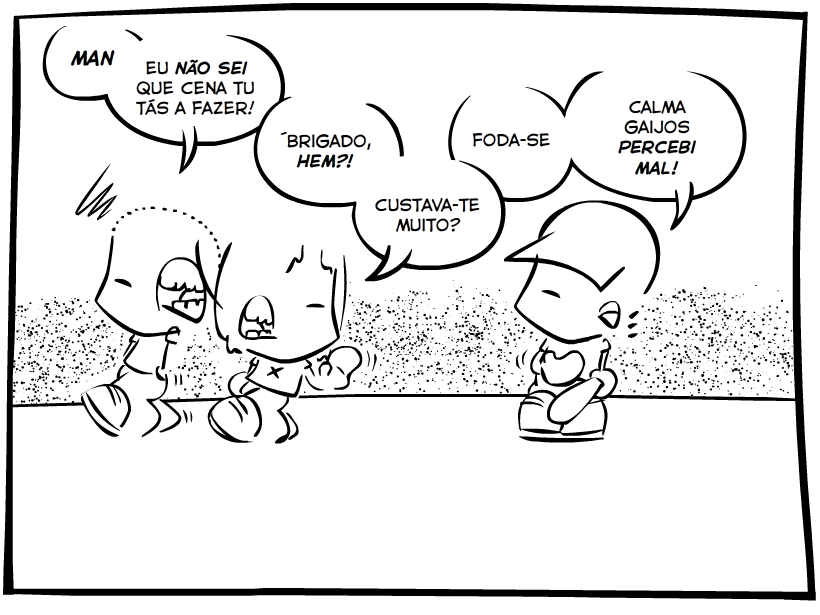 MAN
EU NÃO SEI
QUE CENA TU
TÁS A FAZER!
´BRIGADO,
HEM?!
CUSTAVA-TE
MUITO?
FODA-SE
CALMA
GAIJOS
PERCEBI
MAL!